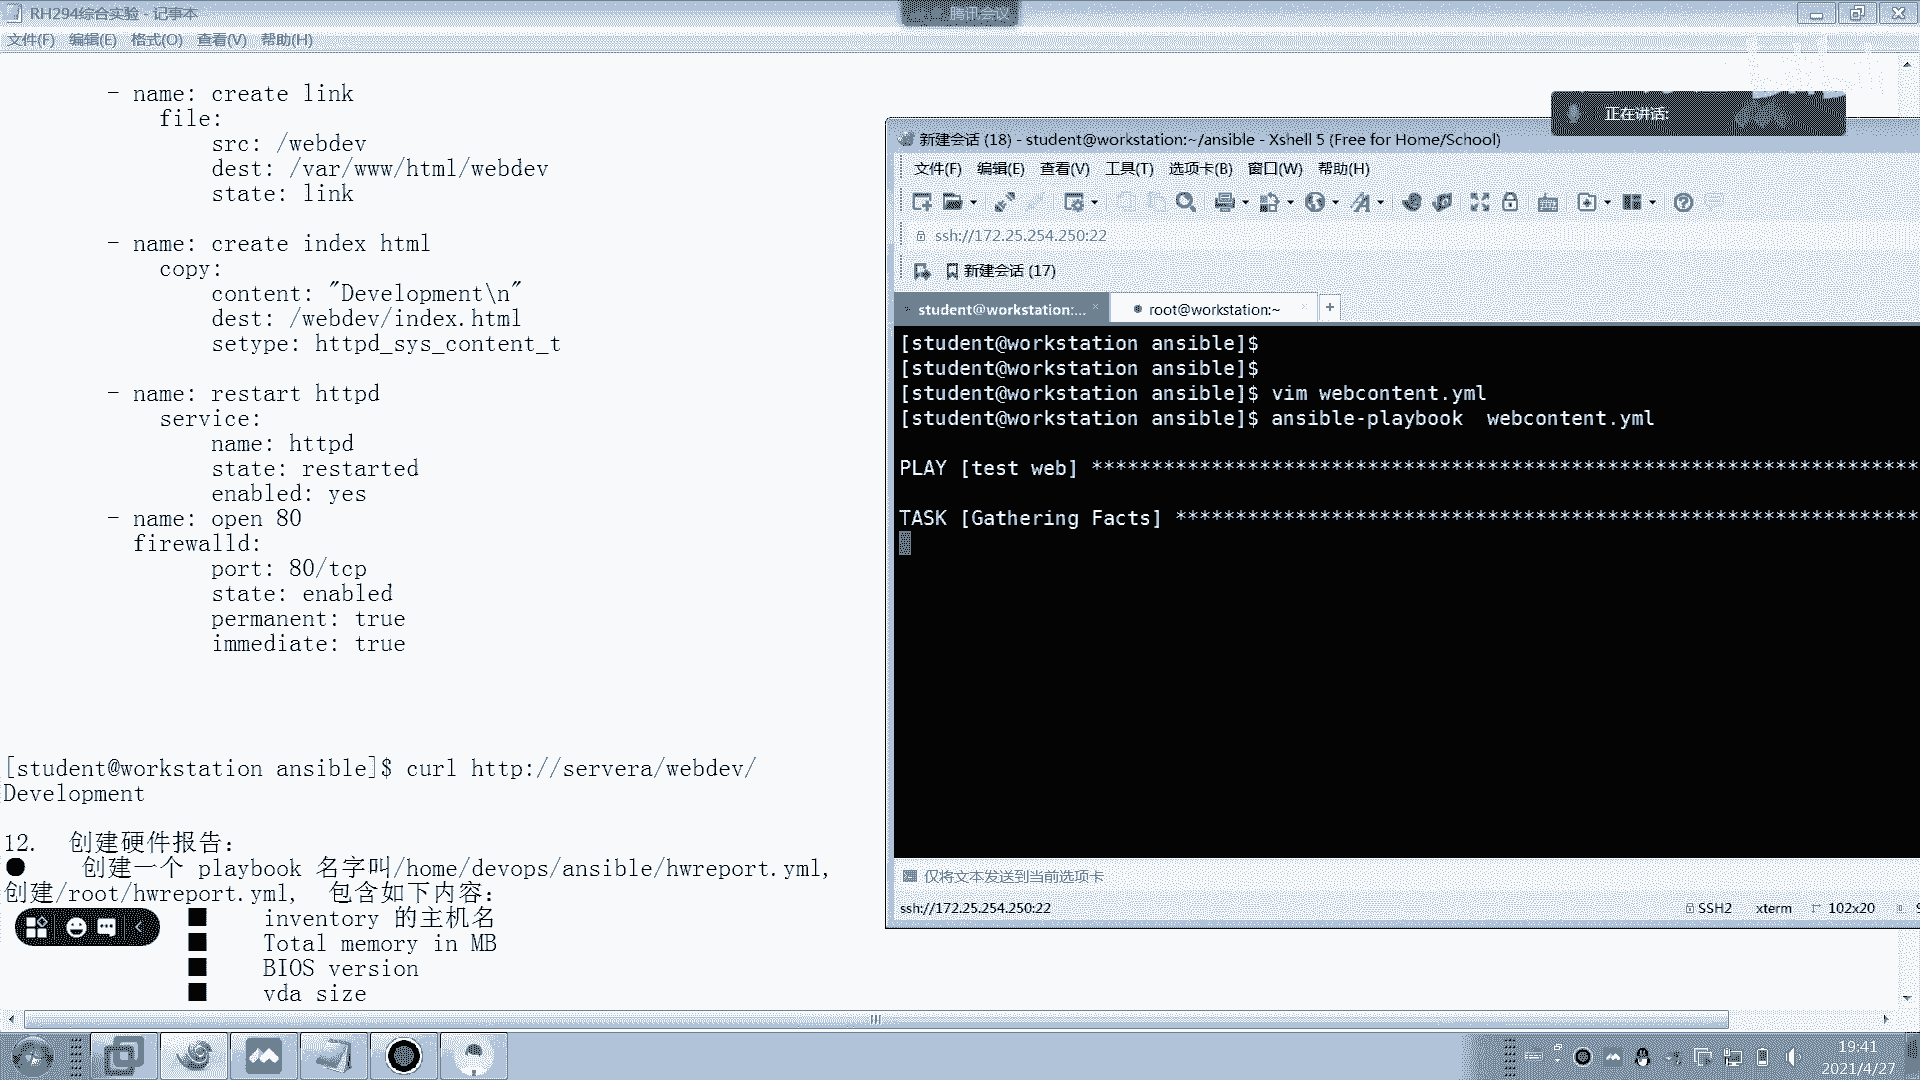 RH294综合实验 - 记事本
腾讯会议
文件(F) 编辑(E) 格式(O) 查看(V) 帮助(H)
- name: create link
file:
src: /webdev
dest: /var/www/html/webdev
state: link
- name: create index html
copy:
content: "Development\n"
dest: /webdev/index.html
setype: httpd_sys_content_t
- name: restart httpd
service:
name: httpd
state: restarted
enabled: yes
- name: open 80
firewalld:
port: 80/tcp
state: enabled
permanent: true
immediate: true
[student@workstation ansible]$ curl http://servera/webdev/
Development
12. 创建硬件报告：
● 创建一个 playbook 名字叫/home/devops/ansible/hwreport.yml,
创建/root/hwreport.yml, 包含如下内容：
■ inventory 的主机名
■ Total memory in MB
■ BIOS version
■ vda size
正在讲话:
新建会话 (18) - student@workstation:~/ansible - Xshell 5 (Free for Home/School)
文件(F) 编辑(E) 查看(V) 工具(T) 选项卡(B) 窗口(W) 帮助(H)
ssh://172.25.254.250:22
新建会话 (17)
student@workstation:... × root@workstation:~ × +
[student@workstation ansible]$
[student@workstation ansible]$
[student@workstation ansible]$ vim webcontent.yml
[student@workstation ansible]$ ansible-playbook  webcontent.yml
PLAY [test web] *********************************************************************
TASK [Gathering Facts] **************************************************************
仅将文本发送到当前选项卡
ssh://172.25.254.250:22 SSH2 xterm 102x20
19:41
2021/4/27